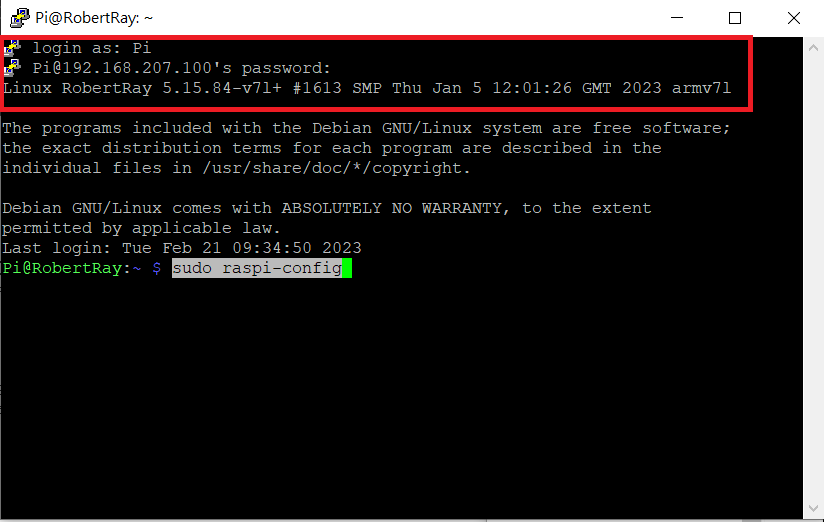 Pi@RobertRay: ~
login as: Pi
Pi@192.168.207.100's password:
Linux RobertRay 5.15.84-v7l+ #1613 SMP Thu Jan 5 12:01:26 GMT 2023 armv7l
The programs included with the Debian GNU/Linux system are free software;
the exact distribution terms for each program are described in the
individual files in /usr/share/doc/*/copyright.
Debian GNU/Linux comes with ABSOLUTELY NO WARRANTY, to the extent
permitted by applicable law.
Last login: Tue Feb 21 09:34:50 2023
Pi@RobertRay:~ $ sudo raspi-config